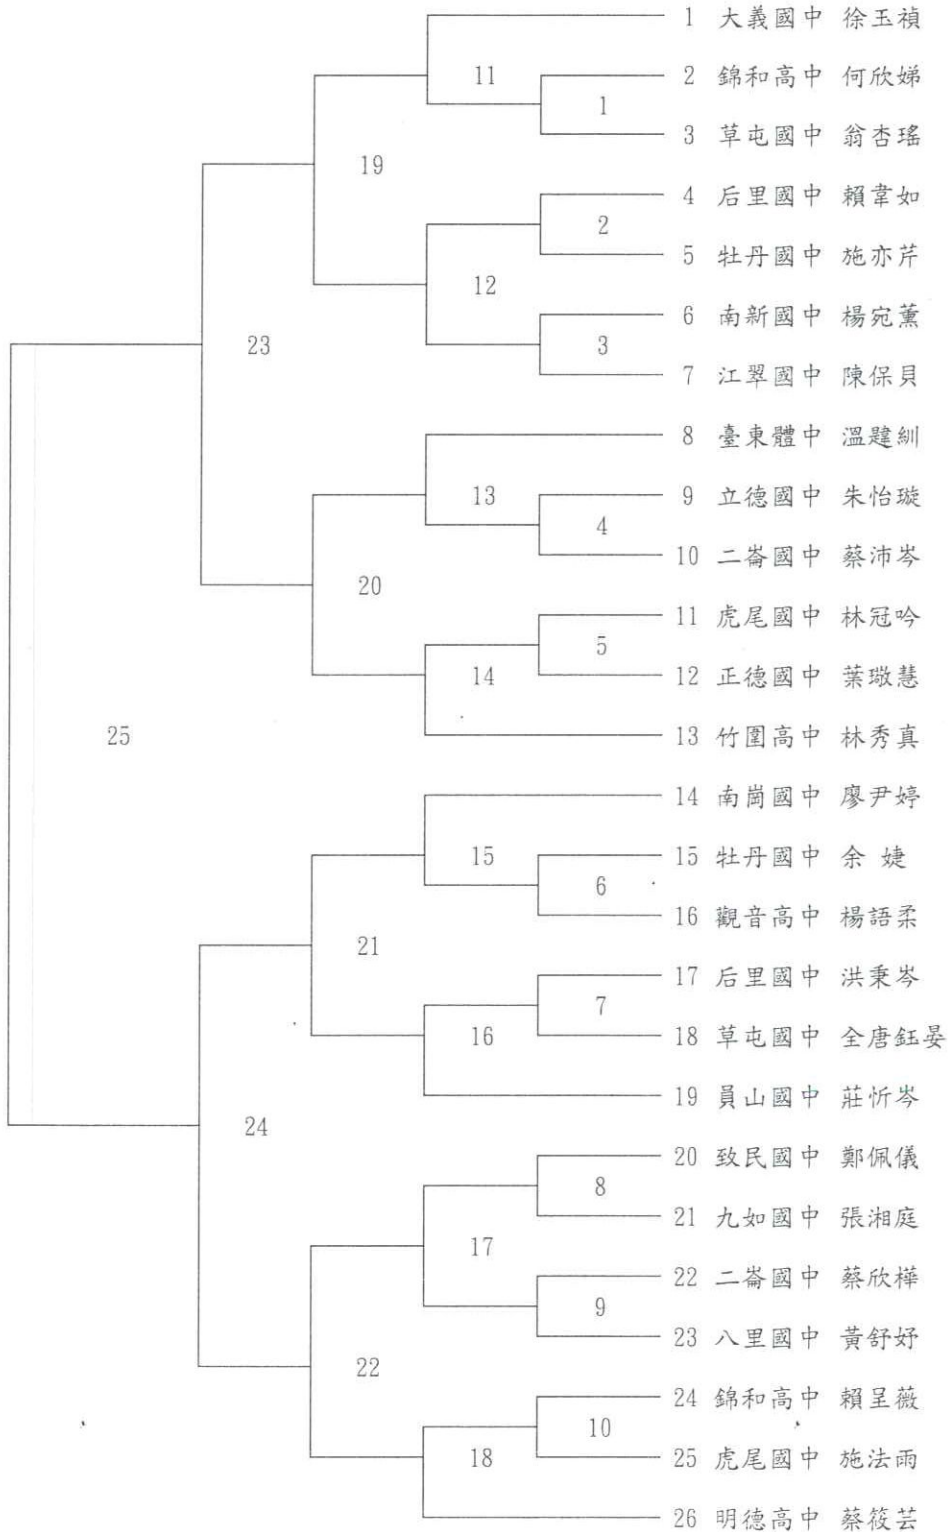 1 大義國中 徐玉禎
11
2 錦和高中 何欣娣
1
3 草屯國中 翁杏瑤
19
4 后里國中 賴韋如
2
5 牡丹國中 施亦芹
12
6 南新國中 楊宛薰
3
7 江翠國中 陳保貝
23
8 臺東體中 溫韙紃
13
9 立德國中 朱怡璇
4
10 二崙國中 蔡沛岑
20
11 虎尾國中 林冠吟
5
12 正德國中 葉璥慧
14
13 竹圍高中 林秀真
25
14 南崗國中 廖尹婷
15
15 牡丹國中 余 婕
6
16 觀音高中 楊語柔
21
17 后里國中 洪秉岑
7
18 草屯國中 全唐鈺晏
16
19 員山國中 莊忻岑
24
20 致民國中 鄭佩儀
8
21 九如國中 張湘庭
17
22 二崙國中 蔡欣樺
9
23 八里國中 黃舒妤
22
24 錦和高中 賴呈薇
10
25 虎尾國中 施法雨
18
26 明德高中 蔡筱芸